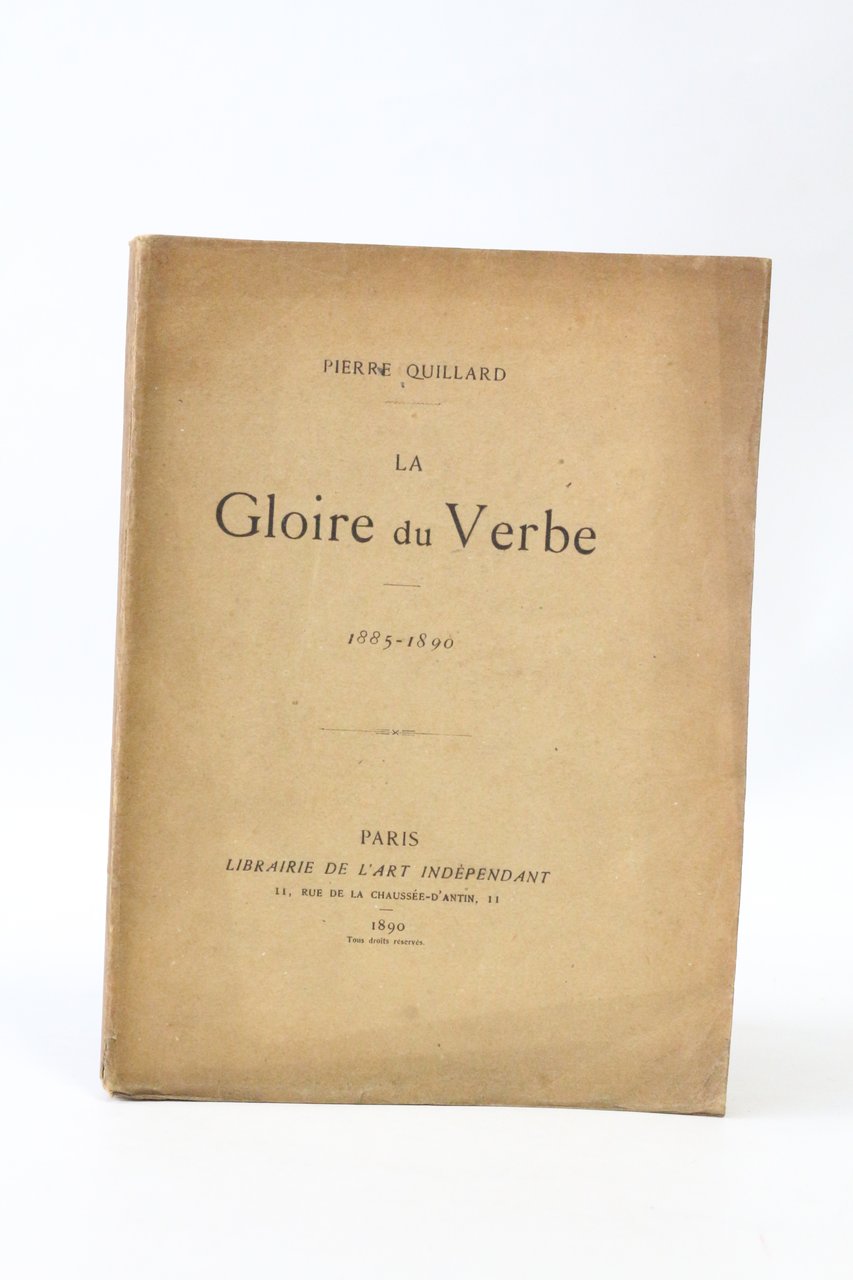 PIERRE QUILLARD
LA
Gloire du Verbe
1885-1890
PARIS
LIBRAIRIE DE L'ART INDÉPENDANT
11, RUE DE LA CHAUSSÉE-D'ANTIN, 11
1890
Tous droits réservés.